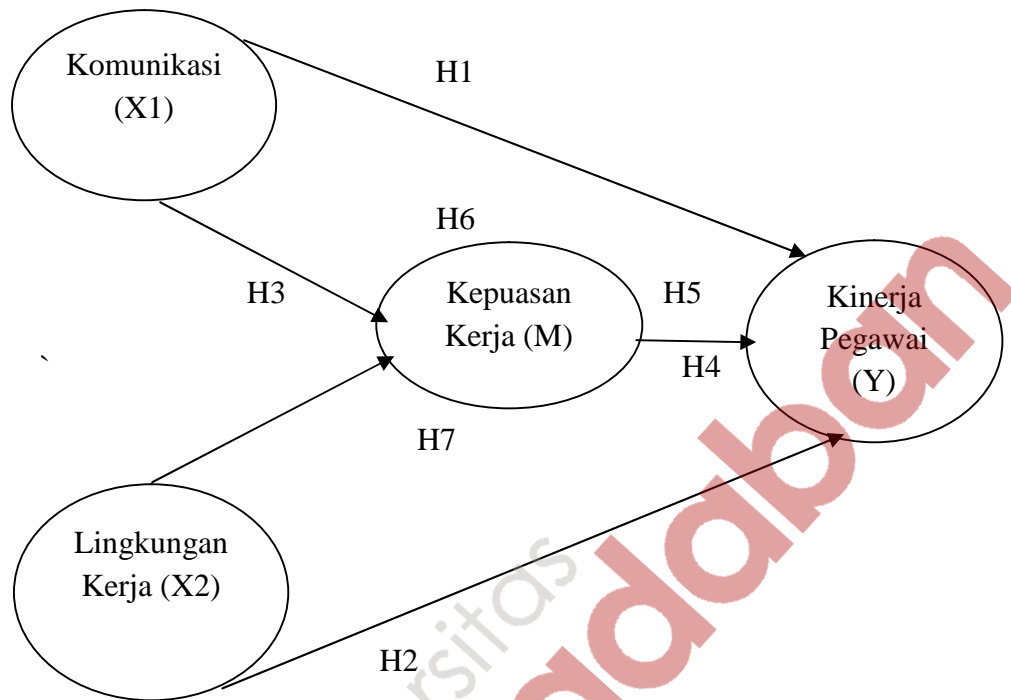 Komunikasi
(X1)
H1
H6
H3
Kepuasan
Kerja (M)
H5
H4
Kinerja
Pegawai
(Y)
`
H7
Lingkungan
Kerja (X2)
H2